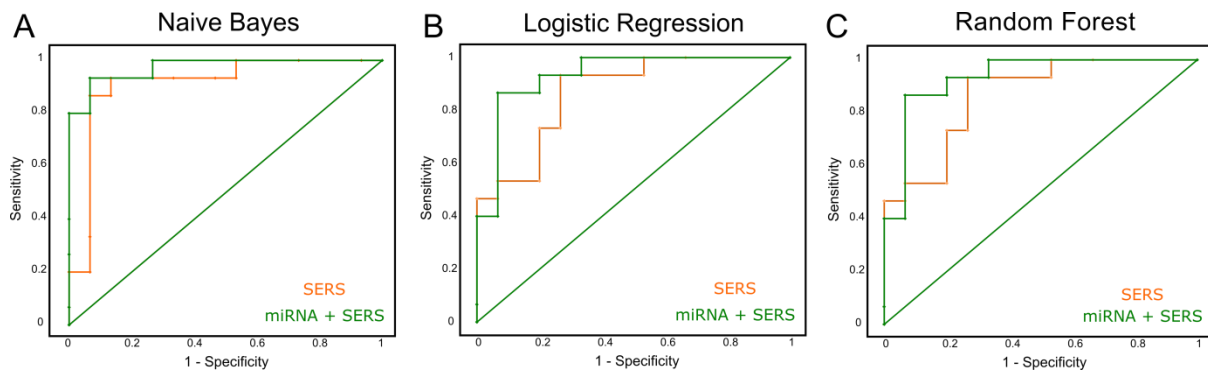 A
Naive Bayes
1
0.8
0.6
0.4
0.2
0
Sensitivity
SERS
miRNA + SERS
0 0.2 0.4 0.6 0.8 1
1 - Specificity
B
Logistic Regression
1
0.8
0.6
0.4
0.2
0
Sensitivity
SERS
miRNA + SERS
0 0.2 0.4 0.6 0.8 1
1 - Specificity
C
Random Forest
1
0.8
0.6
0.4
0.2
0
Sensitivity
SERS
miRNA + SERS
0 0.2 0.4 0.6 0.8 1
1 - Specificity